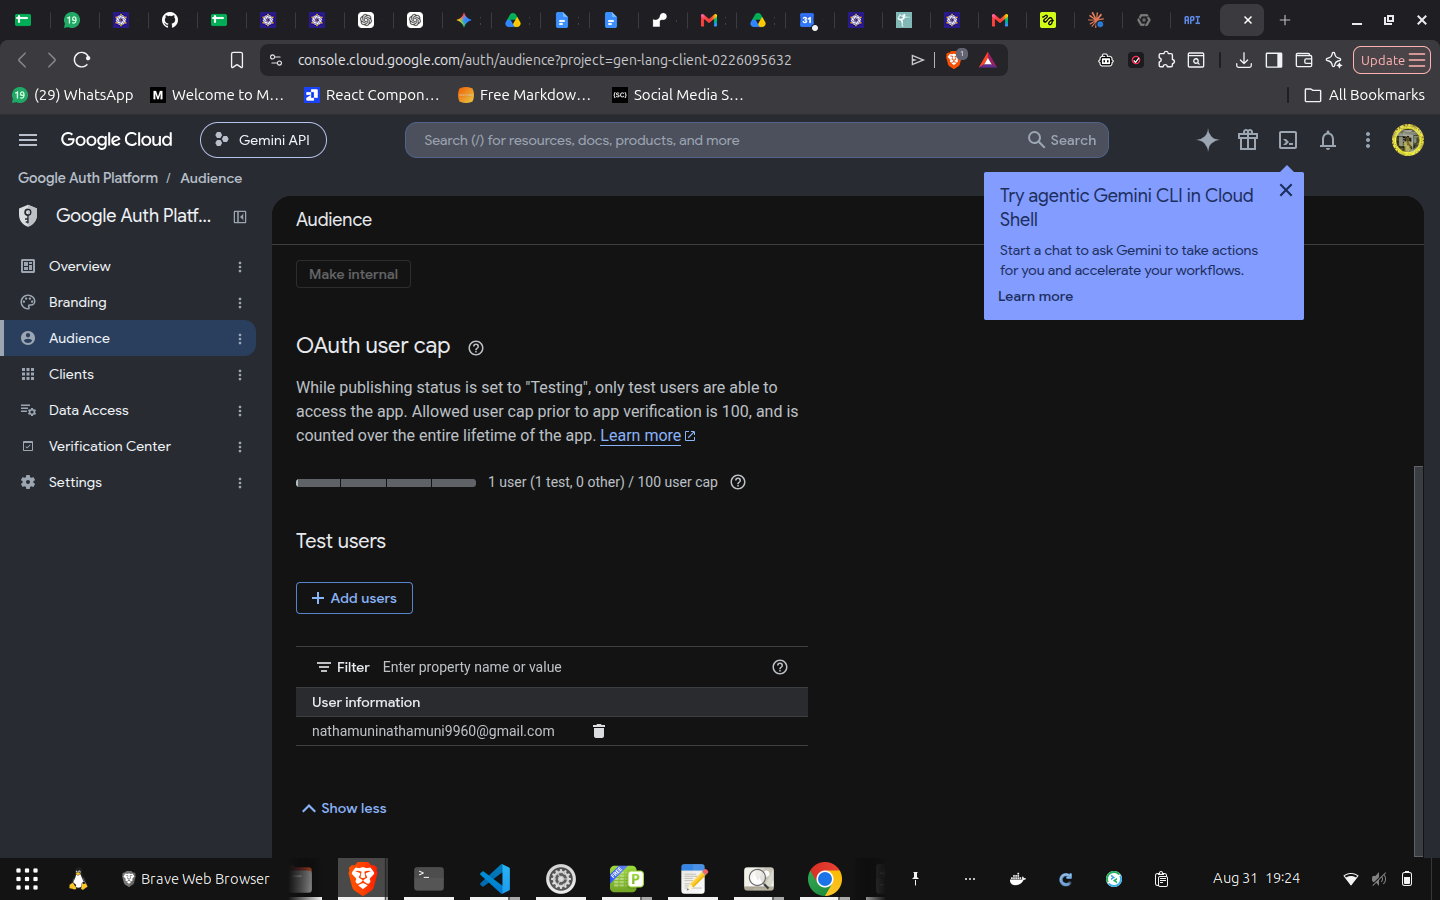 19
31
API
console.cloud.google.com/auth/audience?project=gen-lang-client-0226095632
1
Update
19 (29) WhatsApp
M Welcome to M...
React Compon...
Free Markdow...
{SC} Social Media S...
All Bookmarks
Google Cloud
Gemini API
Search (/) for resources, docs, products, and more
Search
Google Auth Platform / Audience
Google Auth Platf...
Overview
Branding
Audience
Clients
Data Access
Verification Center
Settings
Audience
Try agentic Gemini CLI in Cloud
Shell
Start a chat to ask Gemini to take actions
for you and accelerate your workflows.
Learn more
Make internal
OAuth user cap
While publishing status is set to "Testing", only test users are able to
access the app. Allowed user cap prior to app verification is 100, and is
counted over the entire lifetime of the app. Learn more
1 user (1 test, 0 other) / 100 user cap
Test users
+ Add users
Filter Enter property name or value
User information
nathamuninathamuni9960@gmail.com
Show less
Brave Web Browser
Aug 31 19:24